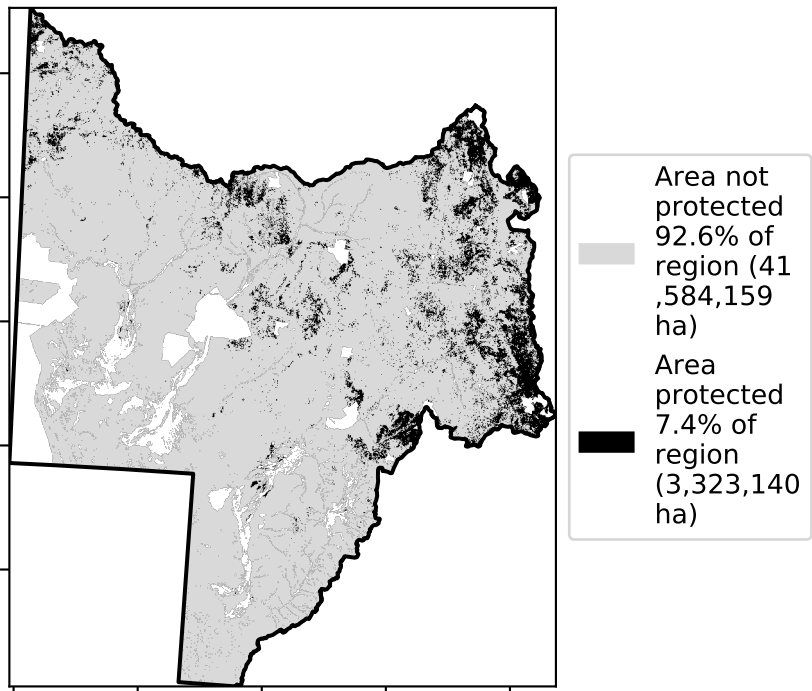 Area not
protected
92.6% of
region (41
,584,159
ha)
Area
protected
7.4% of
region
(3,323,140
ha)